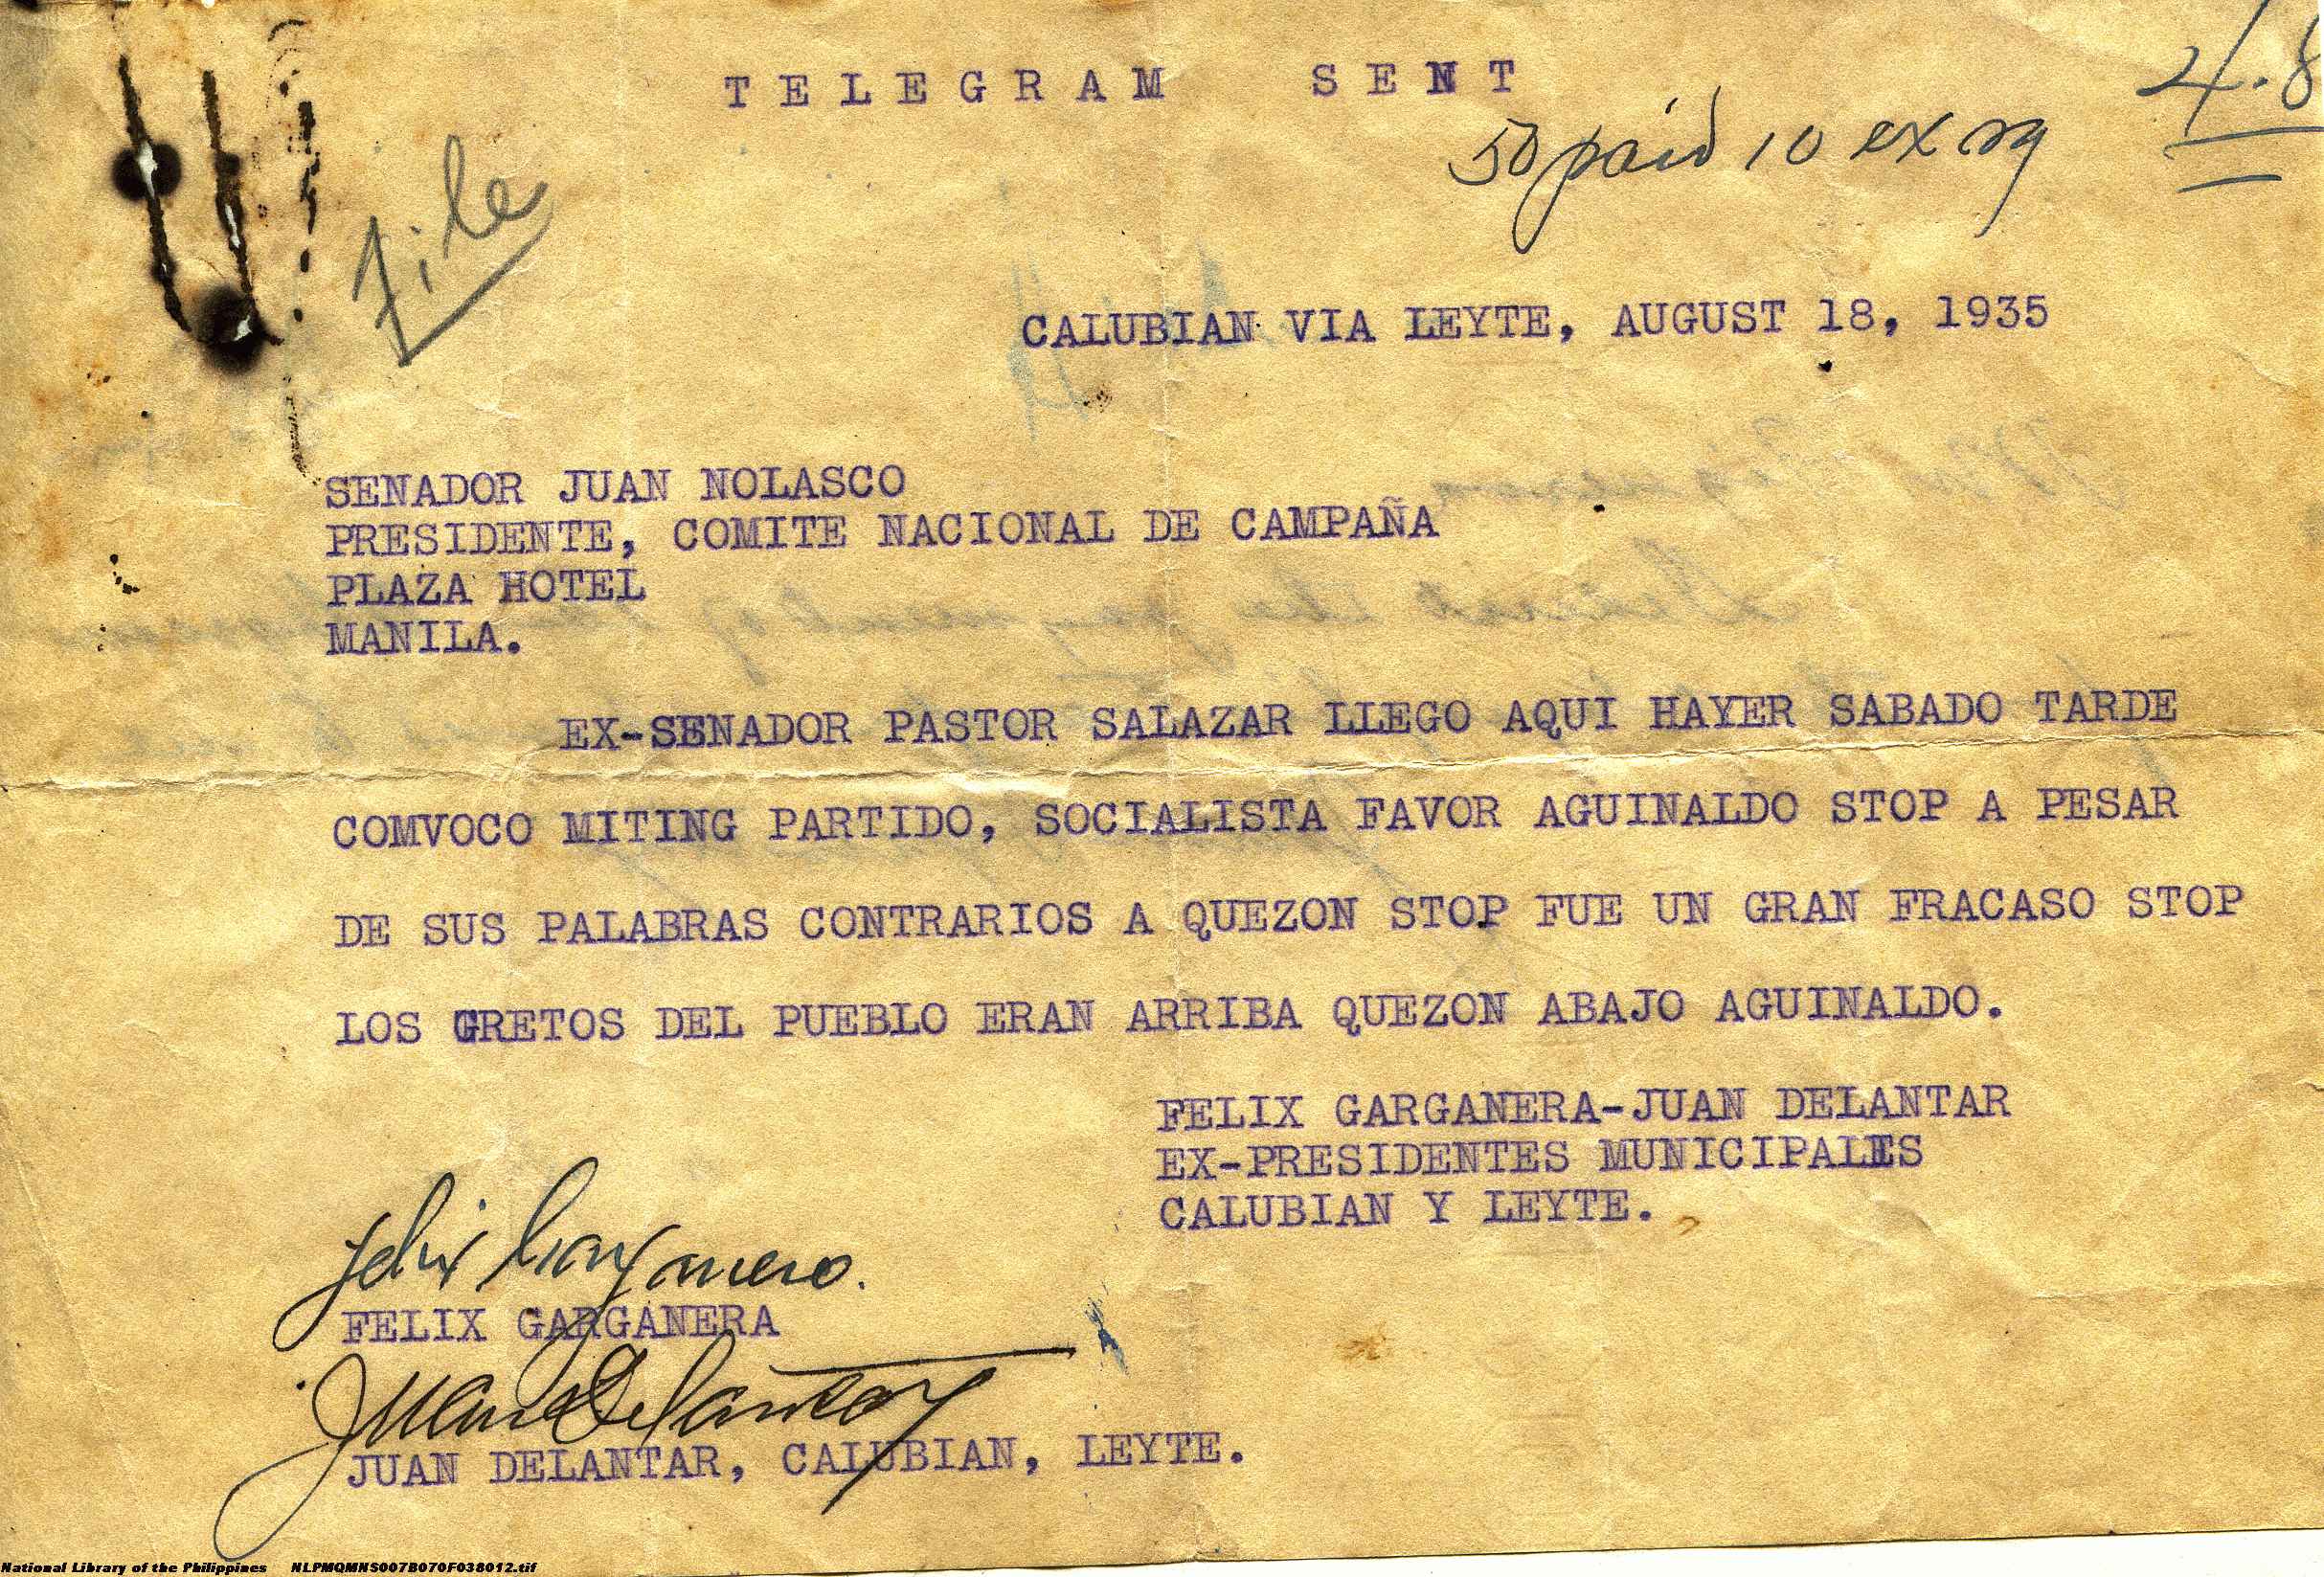 TELEGRAM SENT
4.8
50 paid 10 ex
File
CALUBIAN VIA LEYTE, AUGUST 18, 1935
SENADOR JUAN NOLASCO
PRESIDENTE, COMITE NACIONAL DE CAMPAÑA
PLAZA HOTEL
MANILA.
EX-SENADOR PASTOR SALAZAR LLEGO AQUI HAYER SABADO TARDE
COMVOCO MITING PARTIDO, SOCIALISTA FAVOR AGUINALDO STOP A PESAR
DE SUS PALABRAS CONTRARIOS A QUEZON STOP FUE UN GRAN FRACASO STOP
LOS GRETOS DEL PUEBLO ERAN ARRIBA QUEZON ABAJO AGUINALDO.
FELIX GARGANERA-JUAN DELANTAR
EX-PRESIDENTES MUNICIPALES
CALUBIAN Y LEYTE.
Felix Garganera.
FELIX GARGANERA
Juan Delantar
JUAN DELANTAR, CALUBIAN, LEYTE.
National Library of the Philippines NLPMQMNS007B070F038012.tif